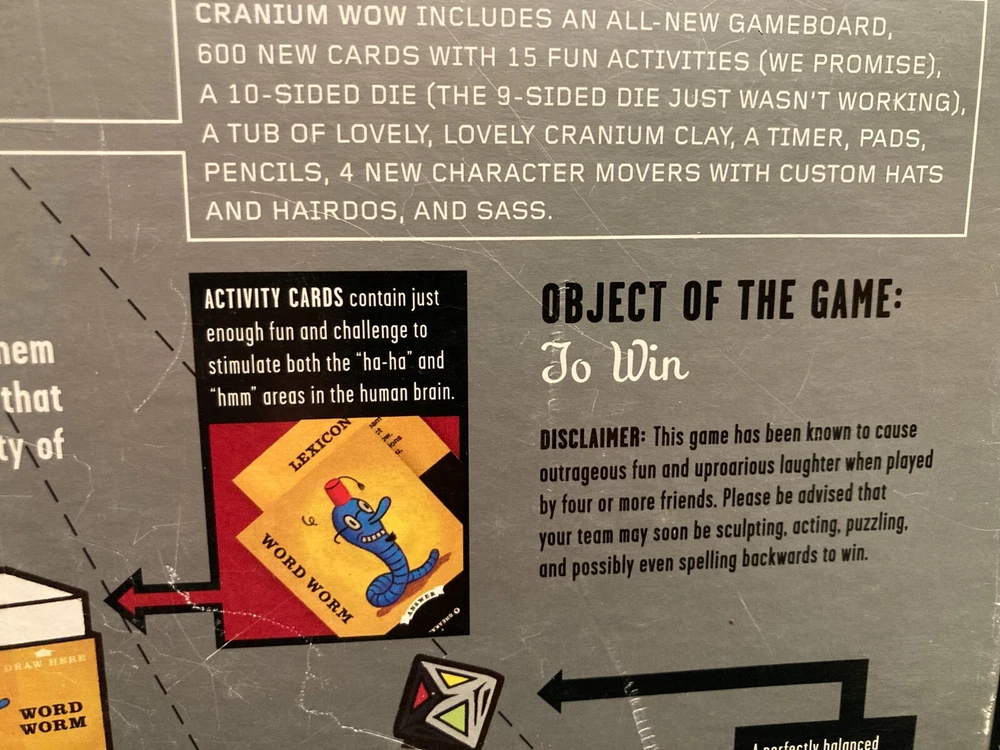 CRANIUM WOW INCLUDES AN ALL-NEW GAMEBOARD,
600 NEW CARDS WITH 15 FUN ACTIVITIES (WE PROMISE),
A 10-SIDED DIE (THE 9-SIDED DIE JUST WASN'T WORKING),
A TUB OF LOVELY, LOVELY CRANIUM CLAY, A TIMER, PADS,
PENCILS, 4 NEW CHARACTER MOVERS WITH CUSTOM HATS
AND HAIRDOS, AND SASS.
that
ty of
ACTIVITY CARDS contain just
enough fun and challenge to
stimulate both the "ha-ha" and
"hmm" areas in the human brain.
LEXICON
WORD WORM
ANSWER
OBJECT OF THE GAME:
To Win
DISCLAIMER: This game has been known to cause
outrageous fun and uproarious laughter when played
by four or more friends. Please be advised that
your team may soon be sculpting, acting, puzzling,
and possibly even spelling backwards to win.
DRAW HERE
WORD
WORM
A perfectly balanced